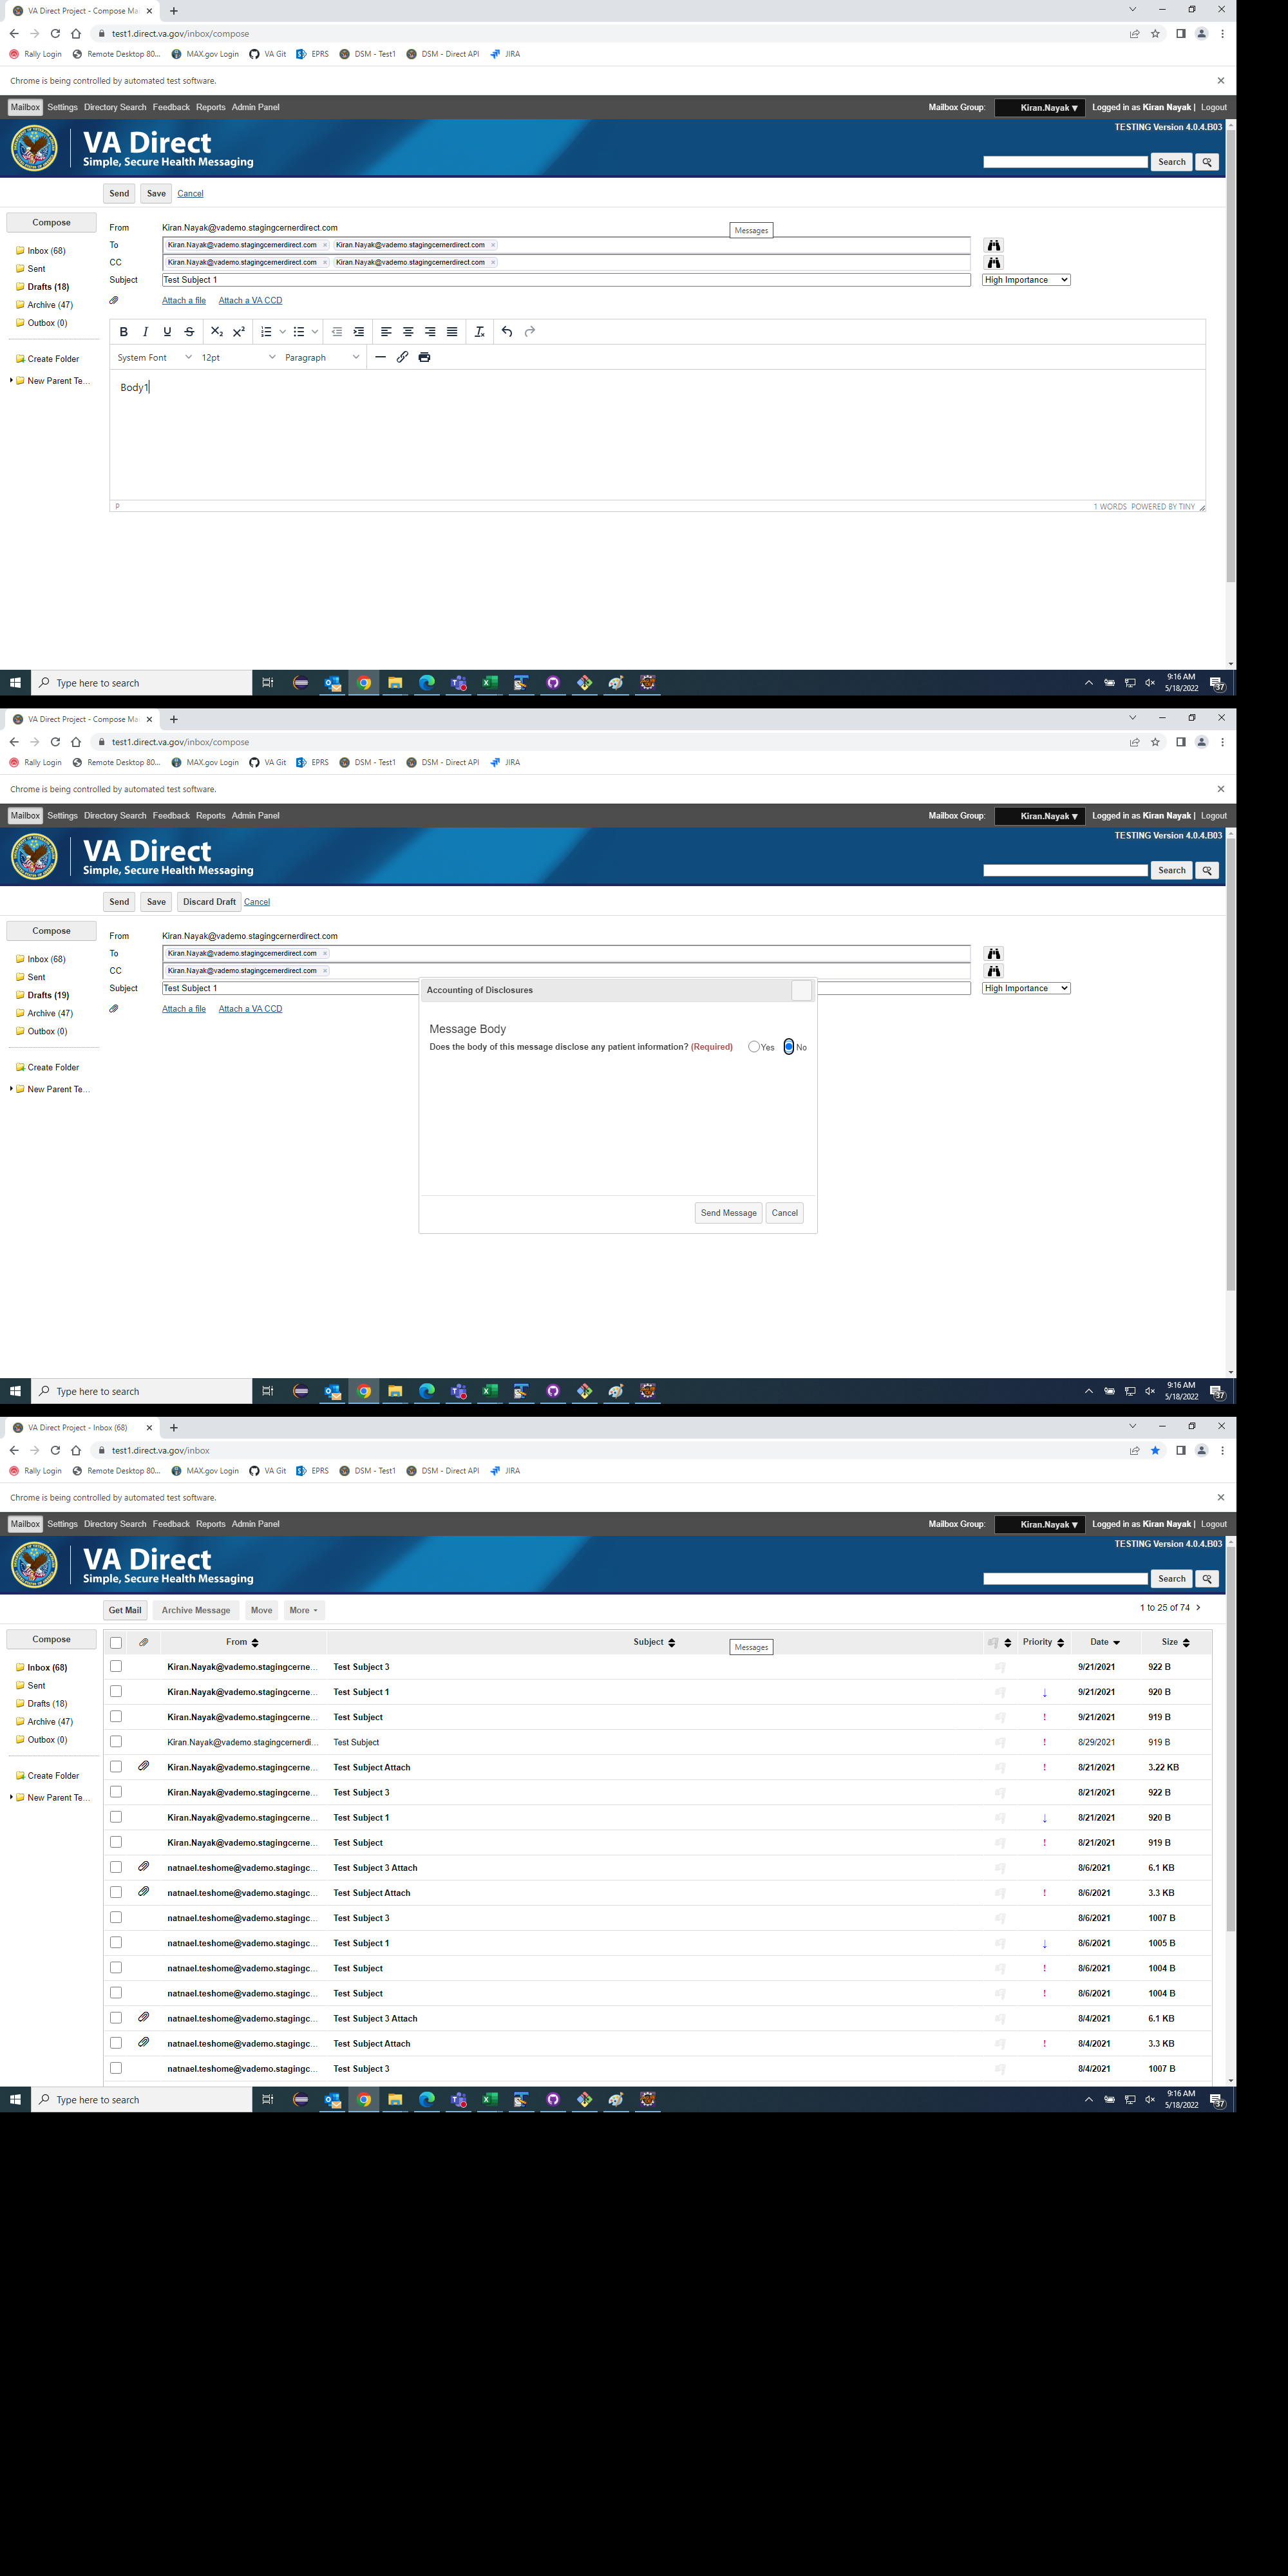 VA Direct Project - Compose Ma
test1.direct.va.gov/inbox/compose
Rally Login Remote Desktop 80... MAX.gov Login VA Git EPRS DSM - Test1 DSM - Direct API JIRA
Chrome is being controlled by automated test software.
Mailbox Settings Directory Search Feedback Reports Admin Panel Mailbox Group: Kiran.Nayak ▼ Logged in as Kiran Nayak | Logout
TESTING Version 4.0.4.B03
VA Direct
Simple, Secure Health Messaging
Search
Send Save Cancel
Compose
From Kiran.Nayak@vademo.stagingcernerdirect.com
Messages
To Kiran.Nayak@vademo.stagingcernerdirect.com × Kiran.Nayak@vademo.stagingcernerdirect.com ×
Inbox (68)
CC Kiran.Nayak@vademo.stagingcernerdirect.com × Kiran.Nayak@vademo.stagingcernerdirect.com ×
Sent
Subject Test Subject 1 High Importance
Drafts (18)
Attach a file Attach a VA CCD
Archive (47)
Outbox (0)
B I U S X₂ X²
System Font 12pt Paragraph
Create Folder
New Parent Te...
Body1
P 1 WORDS POWERED BY TINY
Type here to search
9:16 AM
5/18/2022
37
VA Direct Project - Compose Ma
test1.direct.va.gov/inbox/compose
Rally Login Remote Desktop 80... MAX.gov Login VA Git EPRS DSM - Test1 DSM - Direct API JIRA
Chrome is being controlled by automated test software.
Mailbox Settings Directory Search Feedback Reports Admin Panel Mailbox Group: Kiran.Nayak ▼ Logged in as Kiran Nayak | Logout
TESTING Version 4.0.4.B03
VA Direct
Simple, Secure Health Messaging
Search
Send Save Discard Draft Cancel
Compose
From Kiran.Nayak@vademo.stagingcernerdirect.com
To Kiran.Nayak@vademo.stagingcernerdirect.com ×
Inbox (68)
CC Kiran.Nayak@vademo.stagingcernerdirect.com ×
Sent
Subject Test Subject 1 High Importance
Accounting of Disclosures
Drafts (19)
Attach a file Attach a VA CCD
Archive (47)
Outbox (0)
Message Body
Does the body of this message disclose any patient information? (Required) Yes No
Create Folder
New Parent Te...
Send Message Cancel
Type here to search
9:16 AM
5/18/2022
37
VA Direct Project - Inbox (68)
test1.direct.va.gov/inbox
Rally Login Remote Desktop 80... MAX.gov Login VA Git EPRS DSM - Test1 DSM - Direct API JIRA
Chrome is being controlled by automated test software.
Mailbox Settings Directory Search Feedback Reports Admin Panel Mailbox Group: Kiran.Nayak ▼ Logged in as Kiran Nayak | Logout
TESTING Version 4.0.4.B03
VA Direct
Simple, Secure Health Messaging
Search
Get Mail Archive Message Move More 1 to 25 of 74 >
Compose
Inbox (68)
Sent
Drafts (18)
Archive (47)
Outbox (0)
Create Folder
New Parent Te...
From Subject Priority Date Size
Messages
Kiran.Nayak@vademo.stagingcerne... Test Subject 3 9/21/2021 922 B
Kiran.Nayak@vademo.stagingcerne... Test Subject 1 ↓ 9/21/2021 920 B
Kiran.Nayak@vademo.stagingcerne... Test Subject ! 9/21/2021 919 B
Kiran.Nayak@vademo.stagingcernerdi... Test Subject ! 8/29/2021 919 B
Kiran.Nayak@vademo.stagingcerne... Test Subject Attach ! 8/21/2021 3.22 KB
Kiran.Nayak@vademo.stagingcerne... Test Subject 3 8/21/2021 922 B
Kiran.Nayak@vademo.stagingcerne... Test Subject 1 ↓ 8/21/2021 920 B
Kiran.Nayak@vademo.stagingcerne... Test Subject ! 8/21/2021 919 B
natnael.teshome@vademo.stagingc... Test Subject 3 Attach 8/6/2021 6.1 KB
natnael.teshome@vademo.stagingc... Test Subject Attach ! 8/6/2021 3.3 KB
natnael.teshome@vademo.stagingc... Test Subject 3 8/6/2021 1007 B
natnael.teshome@vademo.stagingc... Test Subject 1 ↓ 8/6/2021 1005 B
natnael.teshome@vademo.stagingc... Test Subject ! 8/6/2021 1004 B
natnael.teshome@vademo.stagingc... Test Subject ! 8/6/2021 1004 B
natnael.teshome@vademo.stagingc... Test Subject 3 Attach 8/4/2021 6.1 KB
natnael.teshome@vademo.stagingc... Test Subject Attach ! 8/4/2021 3.3 KB
natnael.teshome@vademo.stagingc... Test Subject 3 8/4/2021 1007 B
Type here to search
9:16 AM
5/18/2022
37